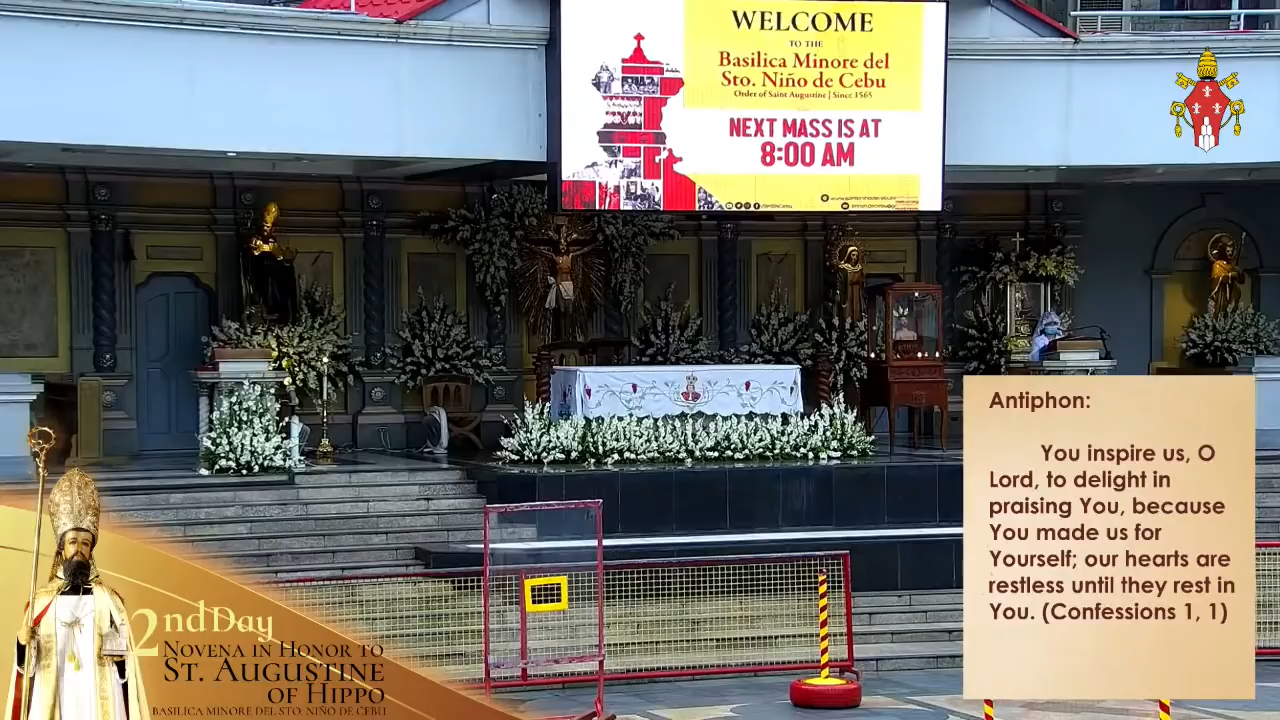 WELCOME
TO THE
Basilica Minore del
Sto. Niño de Cebu
Order of Saint Augustine | Since 1565
NEXT MASS IS AT
8:00 AM
Antiphon:
You inspire us, O
Lord, to delight in
praising You, because
You made us for
Yourself; our hearts are
restless until they rest in
You. (Confessions 1, 1)
2nd Day
NOVENA IN HONOR TO
ST. AUGUSTINE
OF HIPPO
BASILICA MINORE DEL STO. NIÑO DE CEBU